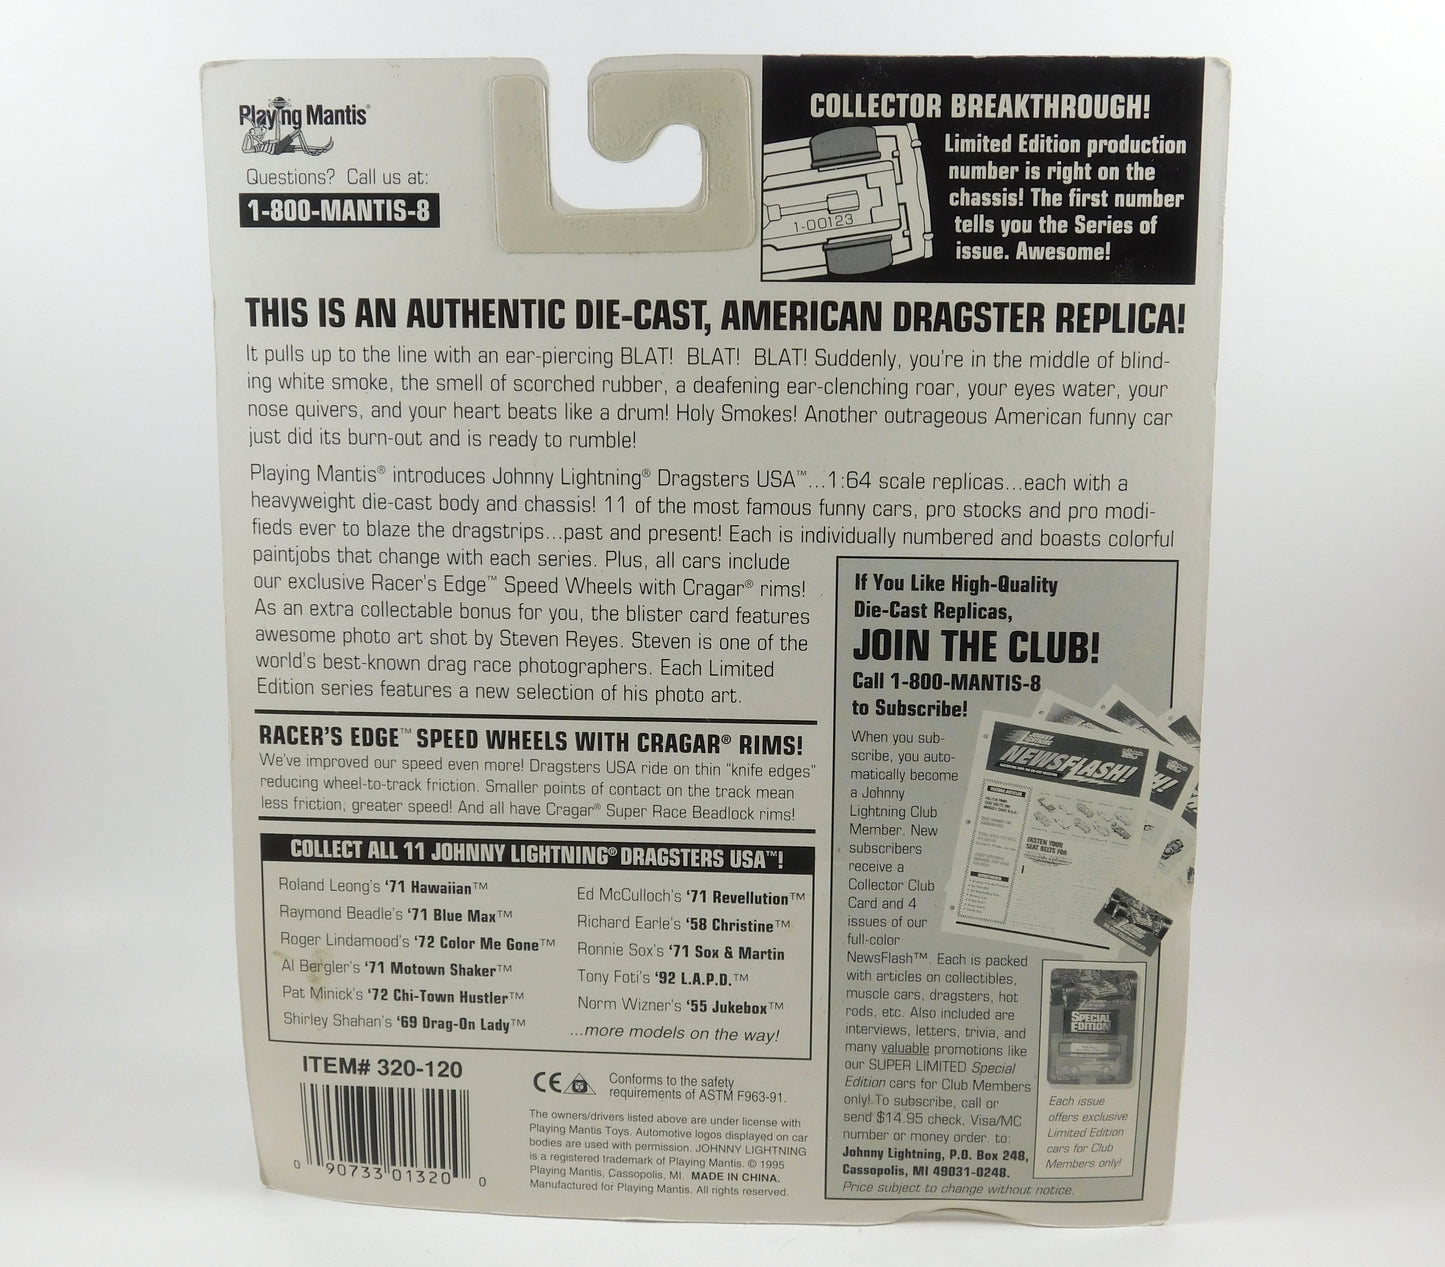 Playing Mantis®
Questions? Call us at:
1-800-MANTIS-8
COLLECTOR BREAKTHROUGH!
Limited Edition production
number is right on the
chassis! The first number
tells you the Series of
issue. Awesome!
1-00123
THIS IS AN AUTHENTIC DIE-CAST, AMERICAN DRAGSTER REPLICA!
It pulls up to the line with an ear-piercing BLAT! BLAT! BLAT! Suddenly, you're in the middle of blind-
ing white smoke, the smell of scorched rubber, a deafening ear-clenching roar, your eyes water, your
nose quivers, and your heart beats like a drum! Holy Smokes! Another outrageous American funny car
just did its burn-out and is ready to rumble!
Playing Mantis® introduces Johnny Lightning® Dragsters USA™...1:64 scale replicas...each with a
heavyweight die-cast body and chassis! 11 of the most famous funny cars, pro stocks and pro modi-
fieds ever to blaze the dragstrips...past and present! Each is individually numbered and boasts colorful
paintjobs that change with each series. Plus, all cars include
our exclusive Racer's Edge™ Speed Wheels with Cragar® rims!
As an extra collectable bonus for you, the blister card features
awesome photo art shot by Steven Reyes. Steven is one of the
world's best-known drag race photographers. Each Limited
Edition series features a new selection of his photo art.
RACER'S EDGE™ SPEED WHEELS WITH CRAGAR® RIMS!
We've improved our speed even more! Dragsters USA ride on thin "knife edges"
reducing wheel-to-track friction. Smaller points of contact on the track mean
less friction; greater speed! And all have Cragar® Super Race Beadlock rims!
COLLECT ALL 11 JOHNNY LIGHTNING® DRAGSTERS USA™!
Roland Leong's '71 Hawaiian™
Raymond Beadle's '71 Blue Max™
Roger Lindamood's '72 Color Me Gone™
Al Bergler's '71 Motown Shaker™
Pat Minick's '72 Chi-Town Hustler™
Shirley Shahan's '69 Drag-On Lady™
Ed McCulloch's '71 Revellution™
Richard Earle's '58 Christine™
Ronnie Sox's '71 Sox & Martin
Tony Foti's '92 L.A.P.D.™
Norm Wizner's '55 Jukebox™
...more models on the way!
ITEM# 320-120
0 90733 01320 0
CE
Conforms to the safety
requirements of ASTM F963-91.
The owners/drivers listed above are under license with
Playing Mantis Toys. Automotive logos displayed on car
bodies are used with permission. JOHNNY LIGHTNING
is a registered trademark of Playing Mantis. © 1995
Playing Mantis, Cassopolis, MI. MADE IN CHINA.
Manufactured for Playing Mantis. All rights reserved.
If You Like High-Quality
Die-Cast Replicas,
JOIN THE CLUB!
Call 1-800-MANTIS-8
to Subscribe!
When you sub-
scribe, you auto-
matically become
a Johnny
Lightning Club
Member. New
subscribers
receive a
Collector Club
Card and 4
issues of our
full-color
NewsFlash™. Each is packed
with articles on collectibles,
muscle cars, dragsters, hot
rods, etc. Also included are
interviews, letters, trivia, and
many valuable promotions like
our SUPER LIMITED Special
Edition cars for Club Members
only! To subscribe, call or
send $14.95 check, Visa/MC
number or money order to:
Johnny Lightning, P.O. Box 248,
Cassopolis, MI 49031-0248.
Price subject to change without notice.
NEWSFLASH!
FASTEN YOUR
SEAT BELTS FOR
SPECIAL
EDITION
Each issue
offers exclusive
Limited Edition
cars for Club
Members only!